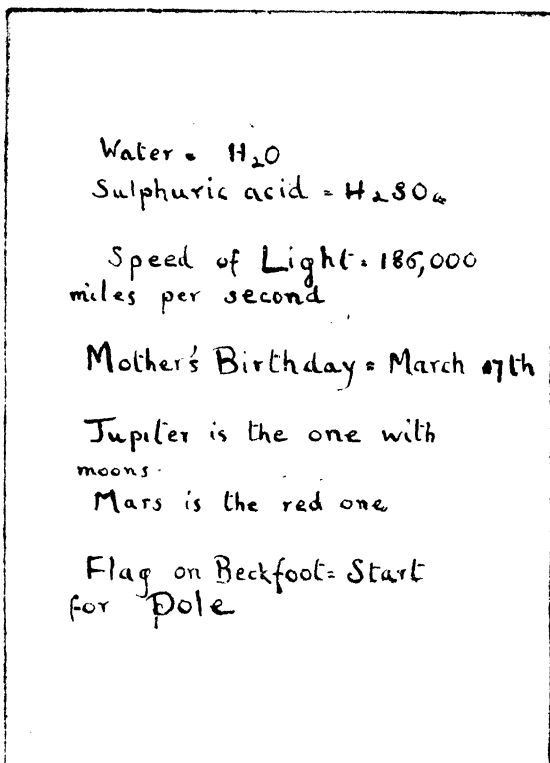 Water = H₂O
Sulphuric acid = H₂SO₄
Speed of Light = 186,000
miles per second
Mother's Birthday = March 17th
Jupiter is the one with
moons.
Mars is the red one
Flag on Beckfoot = Start
for Pole